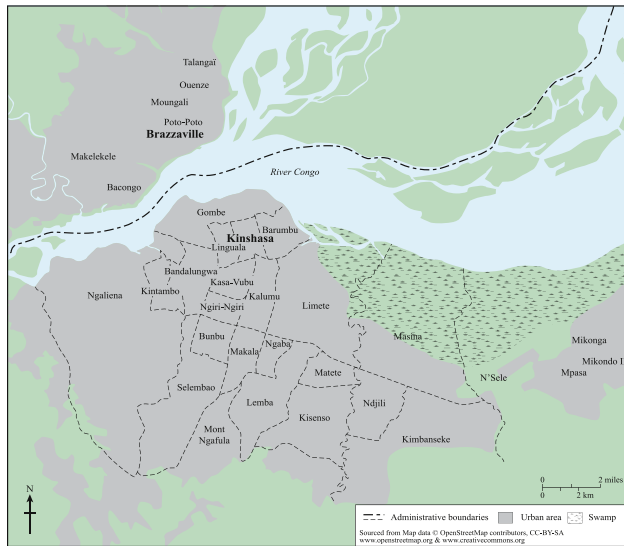 Talangaï
Ouenze
Moungali
Poto-Poto
Brazzaville
Makelekele
Bacongo
River Congo
Gombe
Barumbu
Kinshasa
Linguala
Bandalungwa
Kasa-Vubu
Kintambo
Ngaliena
Kalumu
Ngiri-Ngiri
Limete
Bunbu
Makala
Ngaba
Masina
Mikonga
Mikondo I
Mpasa
N'Sele
Matete
Selembao
Lemba
Ndjili
Kisenso
Mont
Ngafula
Kimbanseke
N
0 2 miles
0 2 km
Administrative boundaries Urban area Swamp
Sourced from Map data © OpenStreetMap contributors, CC-BY-SA
www.openstreetmap.org & www.creativecommons.org